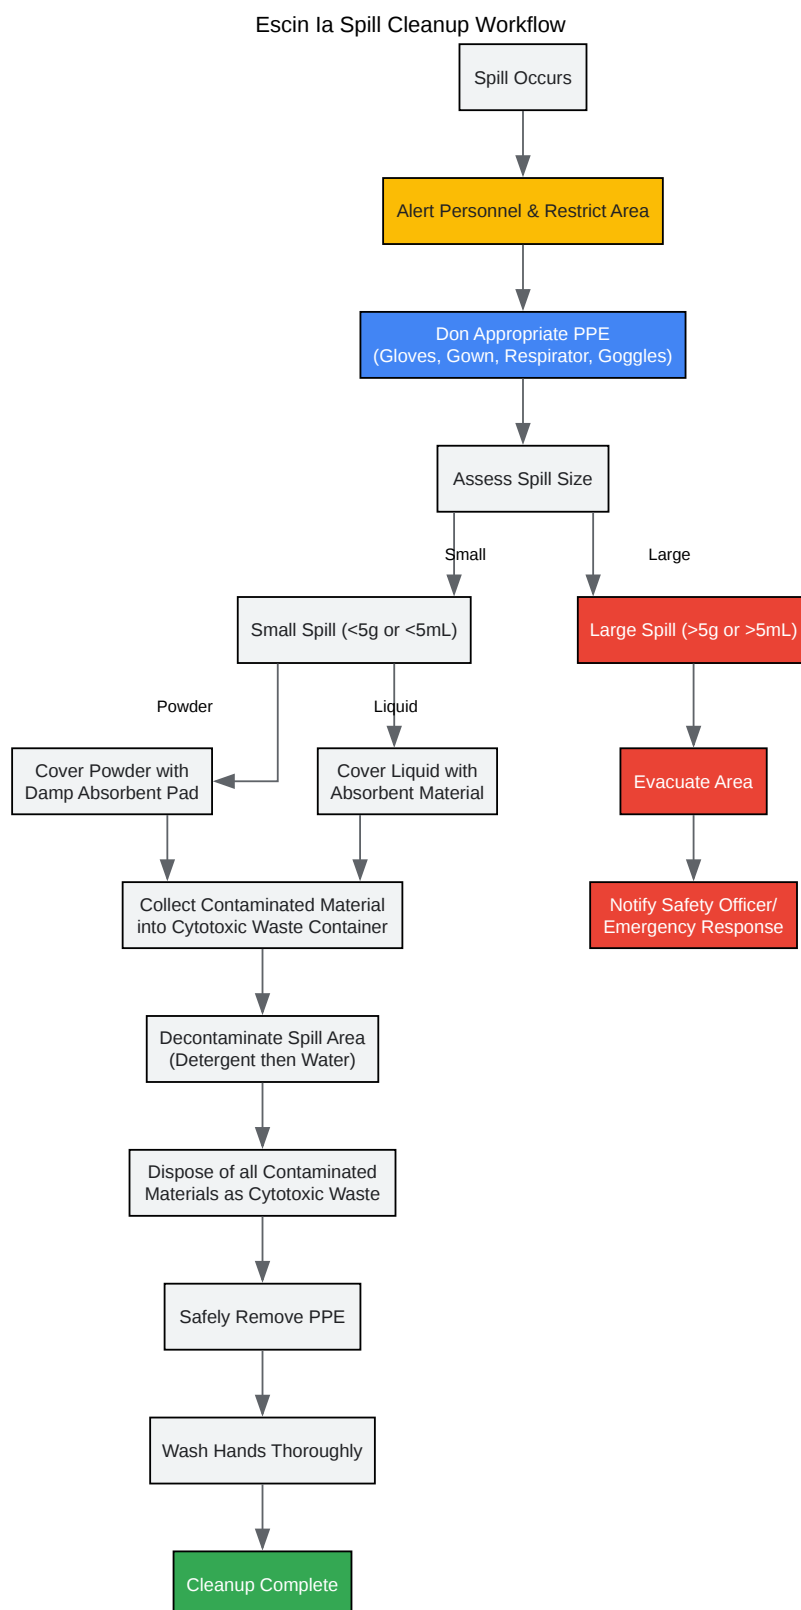 Escin Ia Spill Cleanup Workflow
Spill Occurs
Alert Personnel & Restrict Area
Don Appropriate PPE
(Gloves, Gown, Respirator, Goggles)
Assess Spill Size
Small
Large
Small Spill (<5g or <5mL)
Large Spill (>5g or >5mL)
Powder
Liquid
Cover Powder with
Damp Absorbent Pad
Cover Liquid with
Absorbent Material
Evacuate Area
Collect Contaminated Material
into Cytotoxic Waste Container
Notify Safety Officer/
Emergency Response
Decontaminate Spill Area
(Detergent then Water)
Dispose of all Contaminated
Materials as Cytotoxic Waste
Safely Remove PPE
Wash Hands Thoroughly
Cleanup Complete